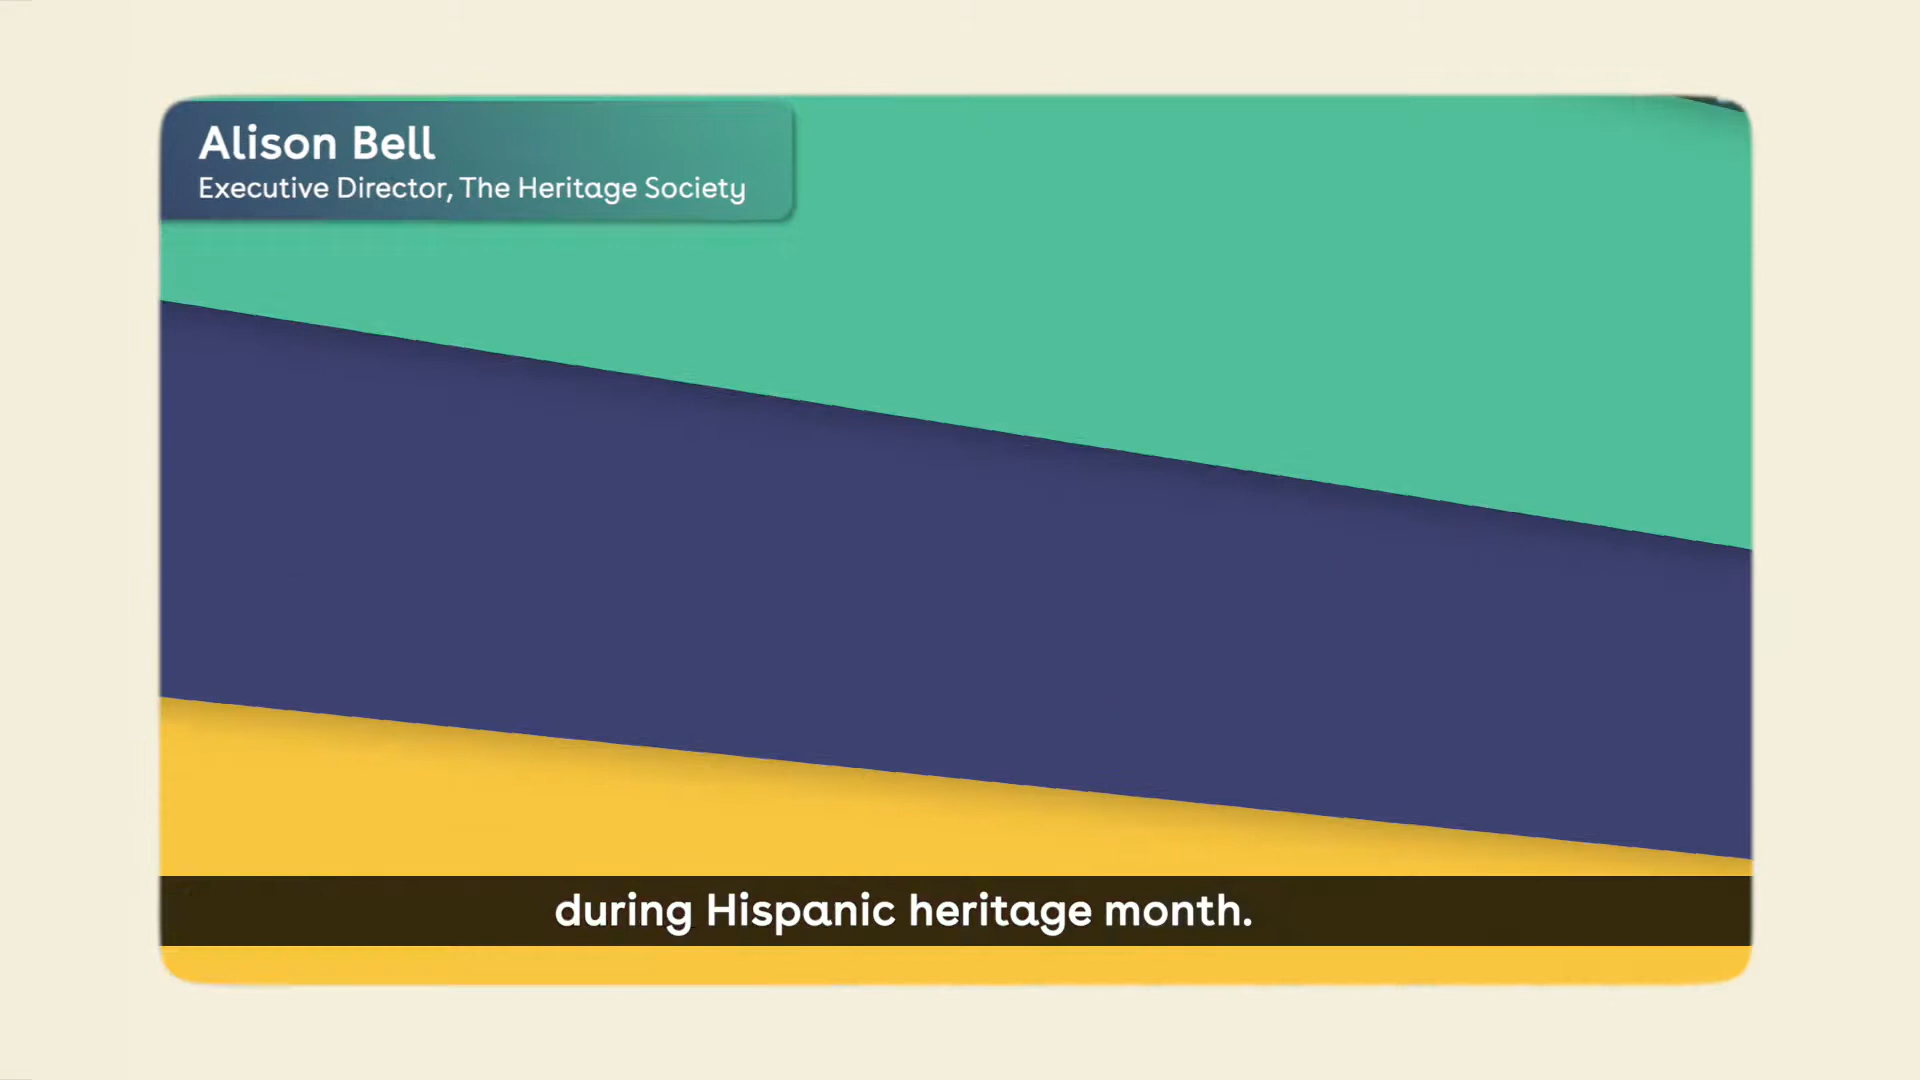 Alison Bell
Executive Director, The Heritage Society
during Hispanic heritage month.